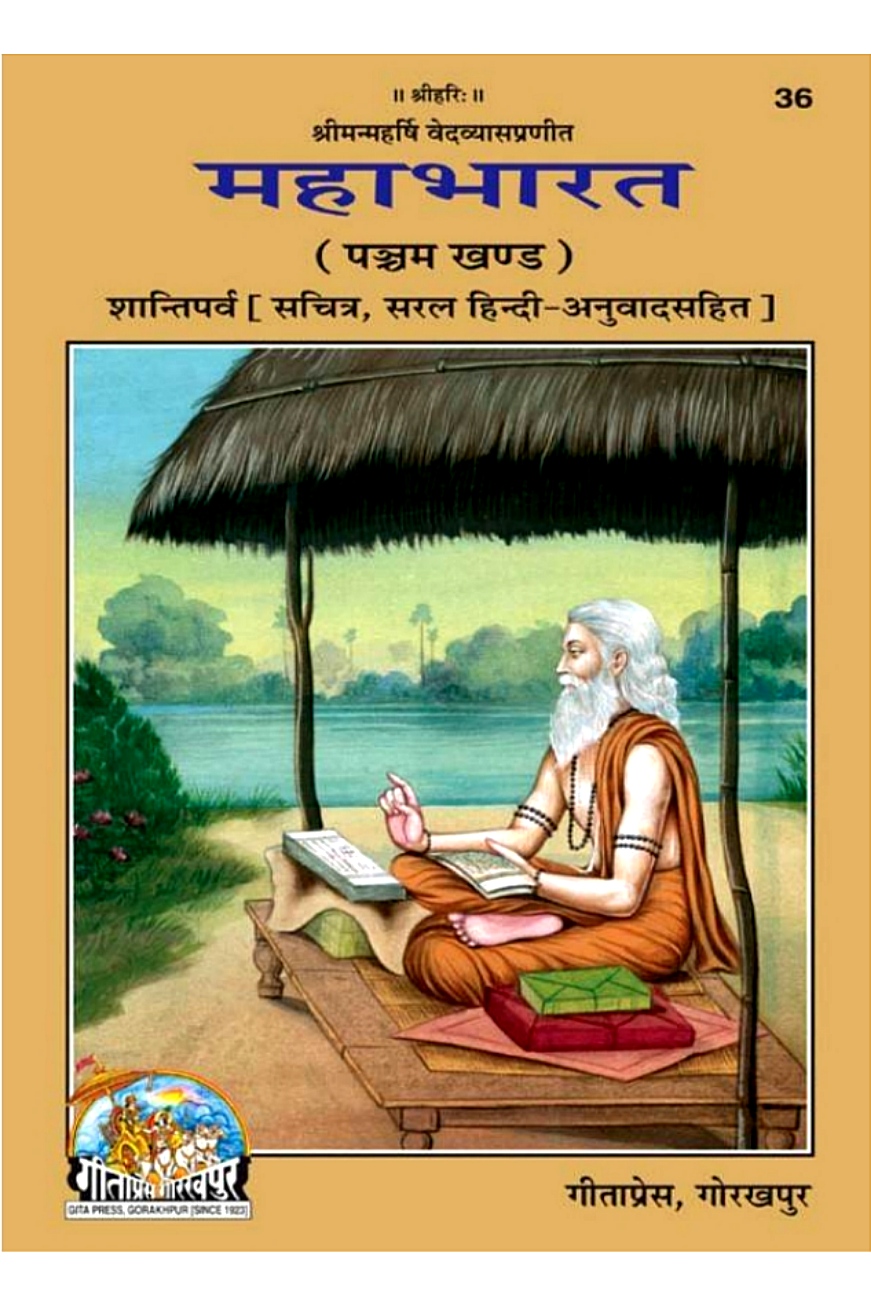 ॥ श्रीहरिः ॥
36
श्रीमन्महर्षि वेदव्यासप्रणीत
महाभारत
( पञ्चम खण्ड )
शान्तिपर्व [ सचित्र, सरल हिन्दी-अनुवादसहित ]
गीताप्रेस गोरखपुर
GITA PRESS, GORAKHPUR [SINCE 1923]
गीताप्रेस, गोरखपुर